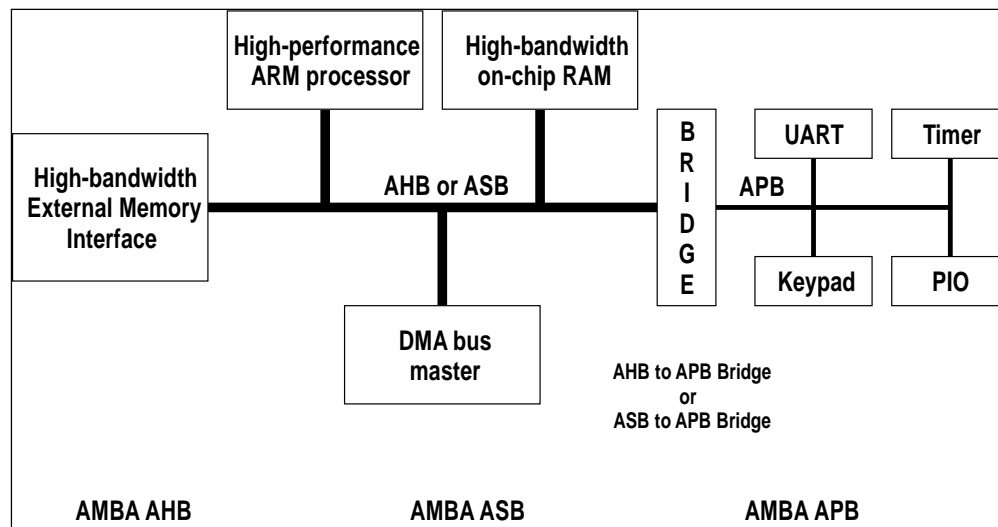 High-performance
ARM processor
High-bandwidth
on-chip RAM
High-bandwidth
External Memory
Interface
AHB or ASB
B
R
I
D
G
E
APB
UART
Timer
Keypad
PIO
DMA bus
master
AHB to APB Bridge
or
ASB to APB Bridge
AMBA AHB
AMBA ASB
AMBA APB